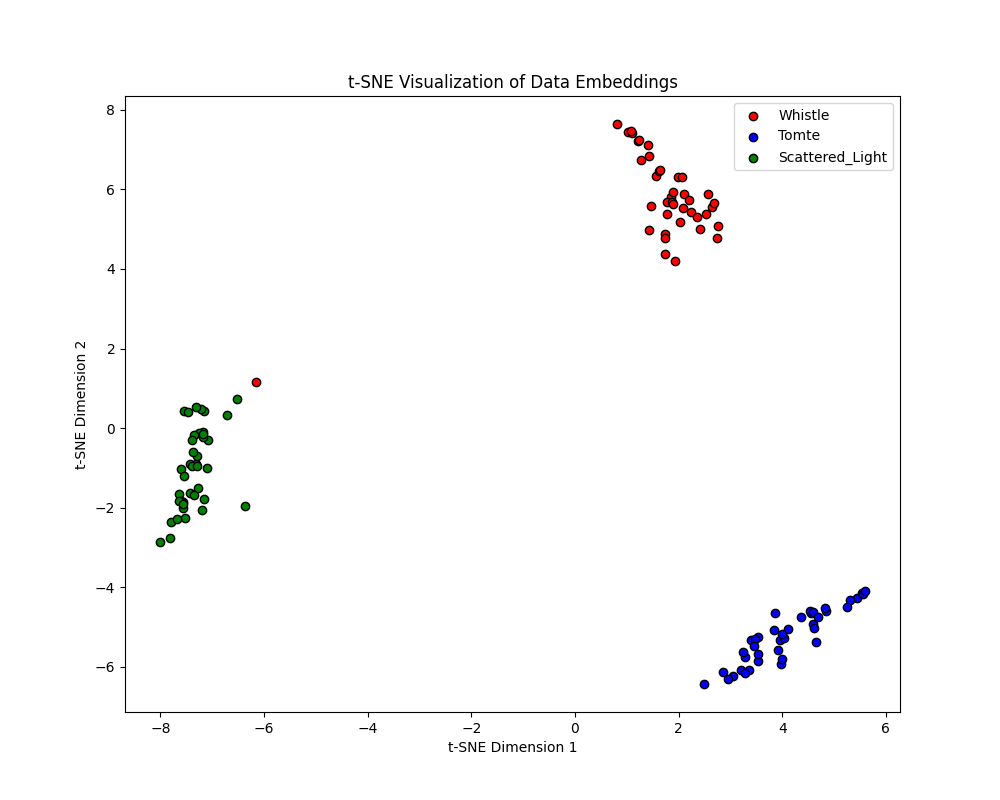 t-SNE Visualization of Data Embeddings
Whistle
Tomte
Scattered_Light
8
6
4
2
0
−2
−4
−6
t-SNE Dimension 2
−8
−6
−4
−2
0
2
4
6
t-SNE Dimension 1